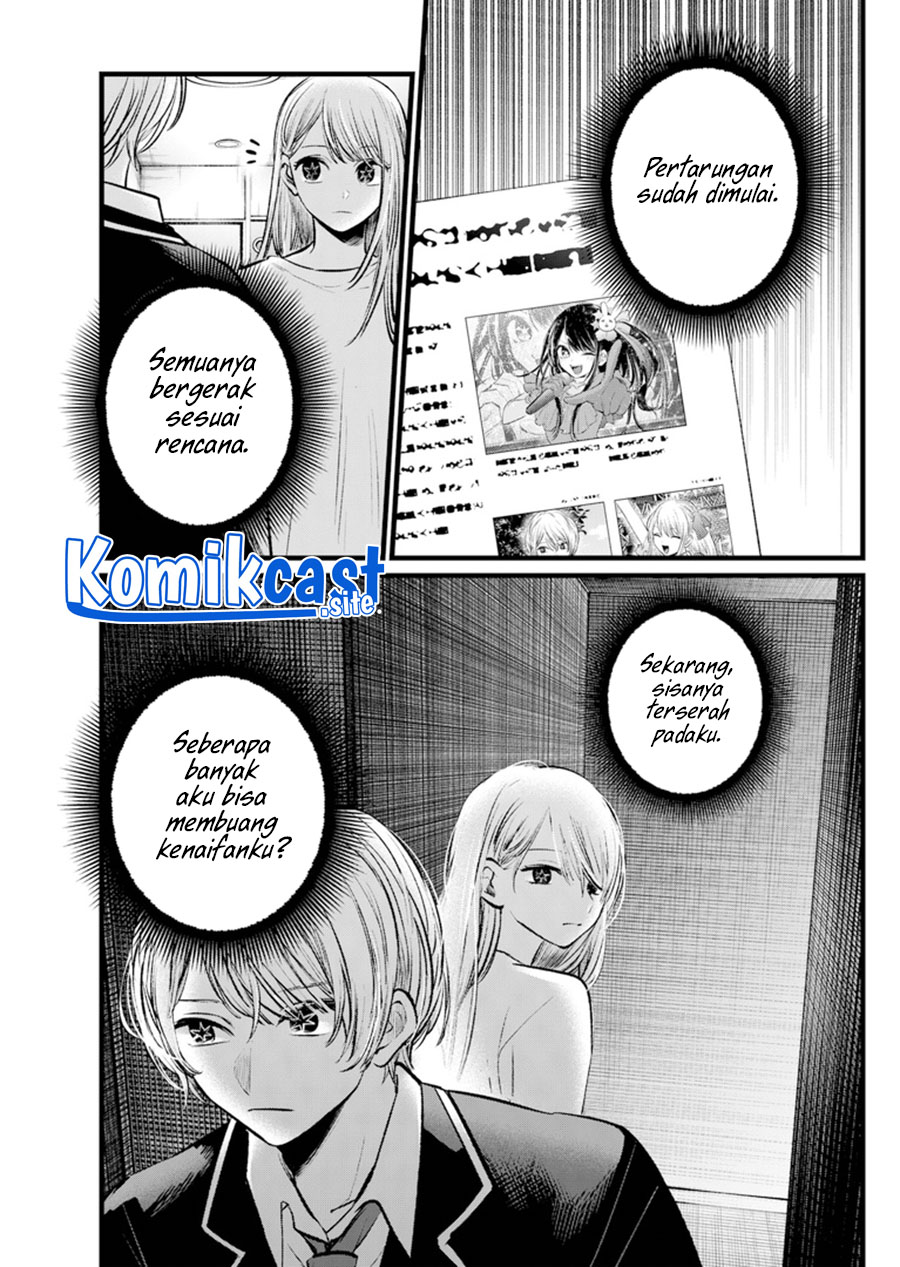 Pertarungan
sudah dimulai.
Semuanya
bergerak
sesuai
rencana.
Komikcast
.site
Sekarang,
sisanya
terserah
padaku.
Seberapa
banyak
aku bisa
membuang
kenaifanku?